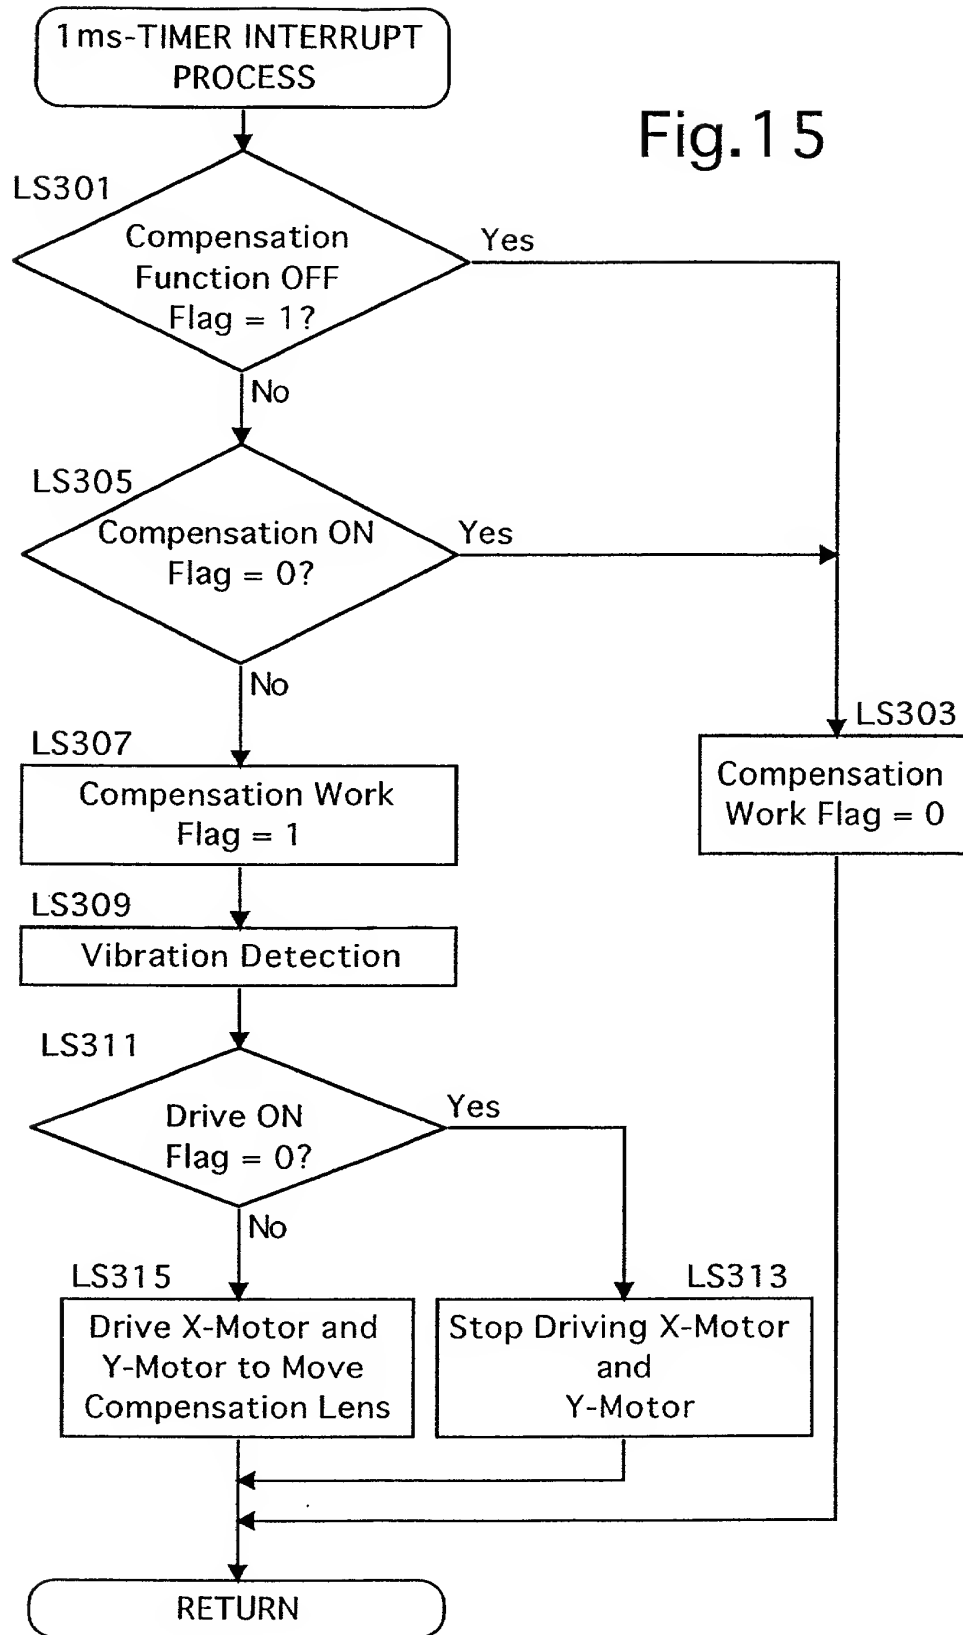 1ms-TIMER INTERRUPT
PROCESS
Fig.15
LS301
Compensation
Function OFF
Flag = 1?
Yes
No
LS305
Compensation ON
Flag = 0?
Yes
No
LS303
Compensation
Work Flag = 0
LS307
Compensation Work
Flag = 1
LS309
Vibration Detection
LS311
Drive ON
Flag = 0?
Yes
No
LS315
Drive X-Motor and
Y-Motor to Move
Compensation Lens
LS313
Stop Driving X-Motor
and
Y-Motor
RETURN